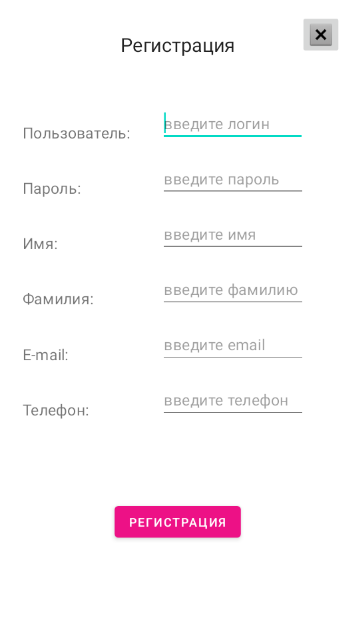 Регистрация
Пользователь: введите логин
Пароль: введите пароль
Имя: введите имя
Фамилия: введите фамилию
E-mail: введите email
Телефон: введите телефон
РЕГИСТРАЦИЯ